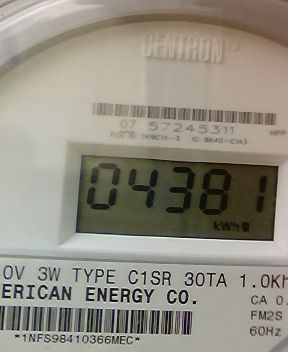 CENTRON
07 57245311
HPP
04381
kWh
0V 3W TYPE C1SR 30TA 1.0Kh
ERICAN ENERGY CO.
CA 0.
FM2S
60Hz
*1NFS98410366MEC*